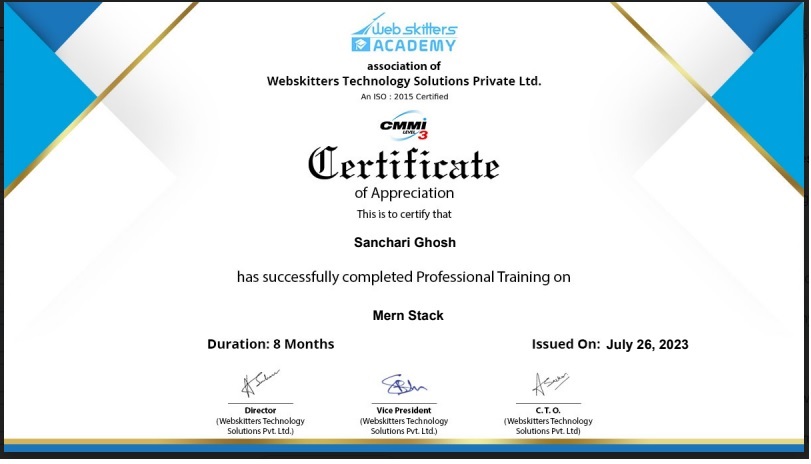 Webskitters
ACADEMY
association of
Webskitters Technology Solutions Private Ltd.
An ISO : 2015 Certified
CMMi
LEVEL 3
Certificate
of Appreciation
This is to certify that
Sanchari Ghosh
has successfully completed Professional Training on
Mern Stack
Duration: 8 Months Issued On: July 26, 2023
Director Vice President C. T. O.
(Webskitters Technology (Webskitters Technology (Webskitters Technology
Solutions Pvt. Ltd.) Solutions Pvt. Ltd.) Solutions Pvt. Ltd)